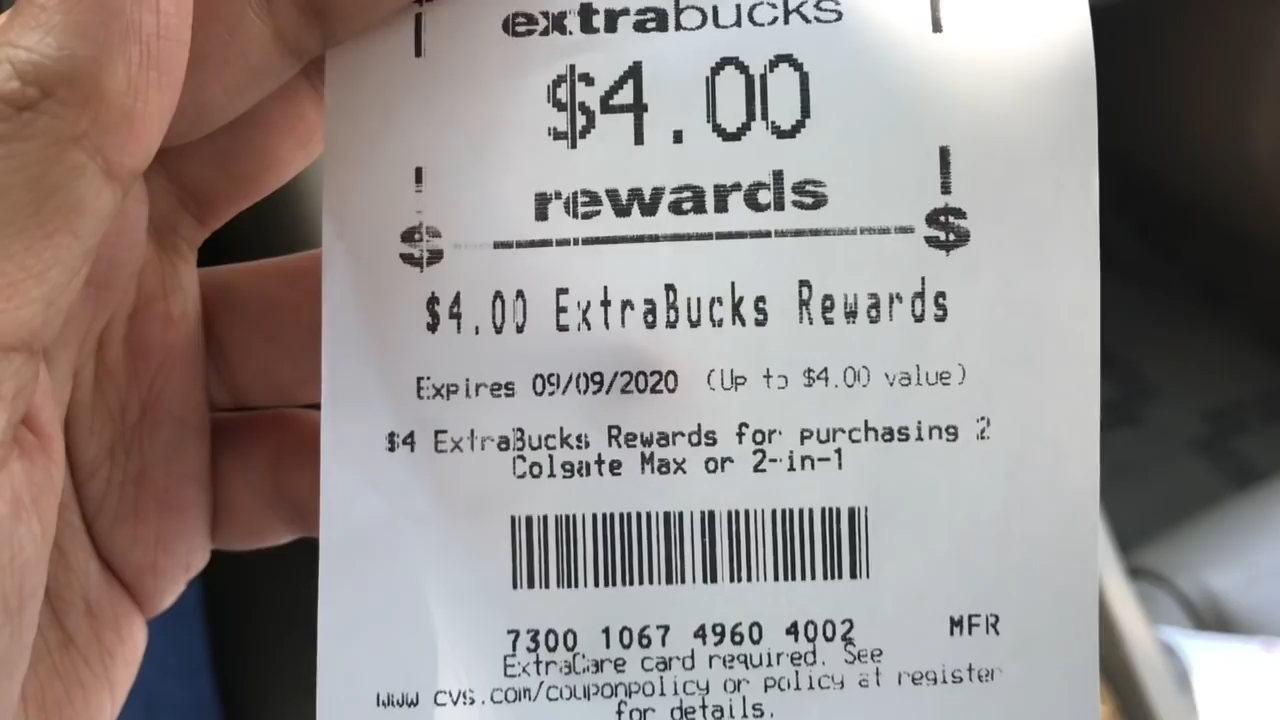 extrabucks
$4.00
rewards
$ $
$4.00 ExtraBucks Rewards
Expires 09/09/2020 (Up to $4.00 value)
$4 ExtraBucks Rewards for purchasing 2
Colgate Max or 2-in-1
7300 1067 4960 4002 MFR
ExtraCare card required. See
www cvs.com/couponpolicy or policy at register
for details.